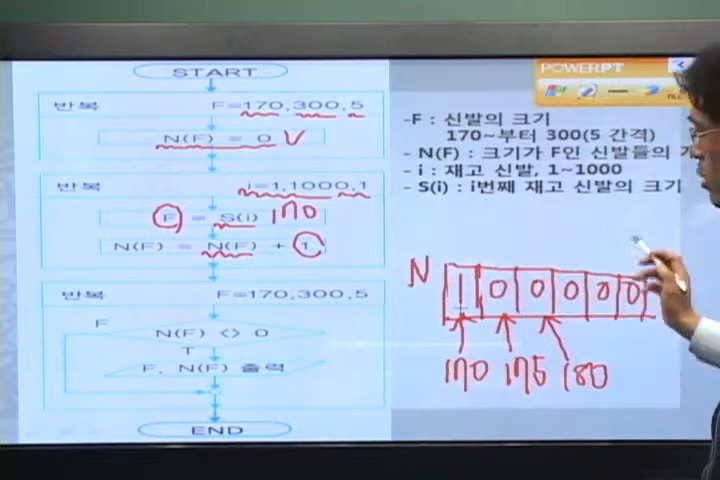 START
반복 F=170,300,5
N(F) = 0 V
반복 i=1,1000,1
F = S(i) 170
N(F) = N(F) + 1
반복 F=170,300,5
F N(F) <> 0
T
F, N(F) 출력
END
POWERPT
-F : 신발의 크기
170~부터 300(5 간격)
- N(F) : 크기가 F인 신발들의
- i : 재고 신발, 1~1000
- S(i) : i번째 재고 신발의 크기
N 1 0 0 0 0 0
170 175 180